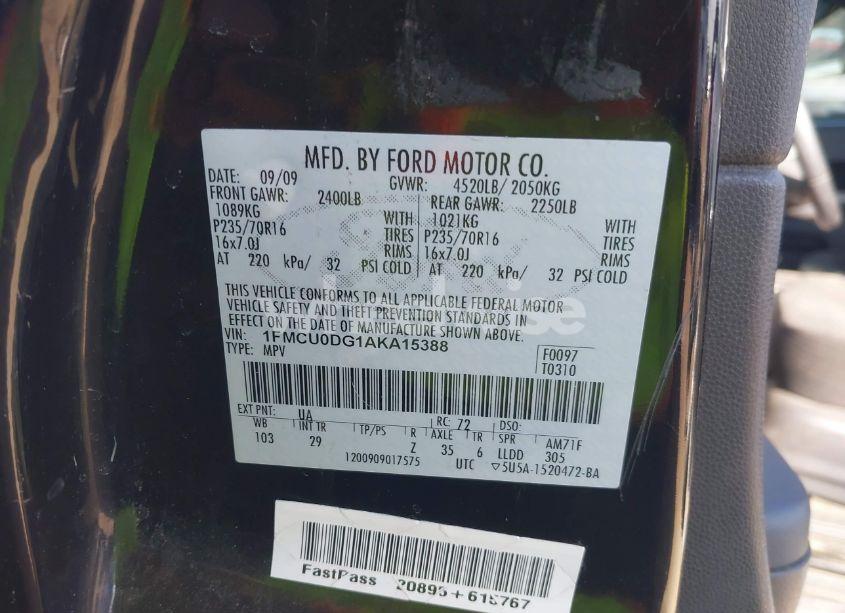 MFD. BY FORD MOTOR CO.
DATE: 09/09 GVWR: 4520LB/ 2050KG
FRONT GAWR: 2400LB REAR GAWR: 2250LB
1089KG WITH 1021KG WITH
P235/70R16 TIRES P235/70R16 TIRES
16x7.0J RIMS 16x7.0J RIMS
AT 220 kPa/ 32 PSI COLD AT 220 kPa/ 32 PSI COLD
THIS VEHICLE CONFORMS TO ALL APPLICABLE FEDERAL MOTOR
VEHICLE SAFETY AND THEFT PREVENTION STANDARDS IN
EFFECT ON THE DATE OF MANUFACTURE SHOWN ABOVE.
VIN: 1FMCU0DG1AKA15388
TYPE: MPV
F0097
T0310
EXT PNT: UA RC: 72 DSO:
WB INT TR TP/PS R AXLE TR SPR AM71F
103 29 Z 35 6 LLDD 305
1200909017575 UTC ▽5U5A-1520472-BA
FastPass 20895+615767